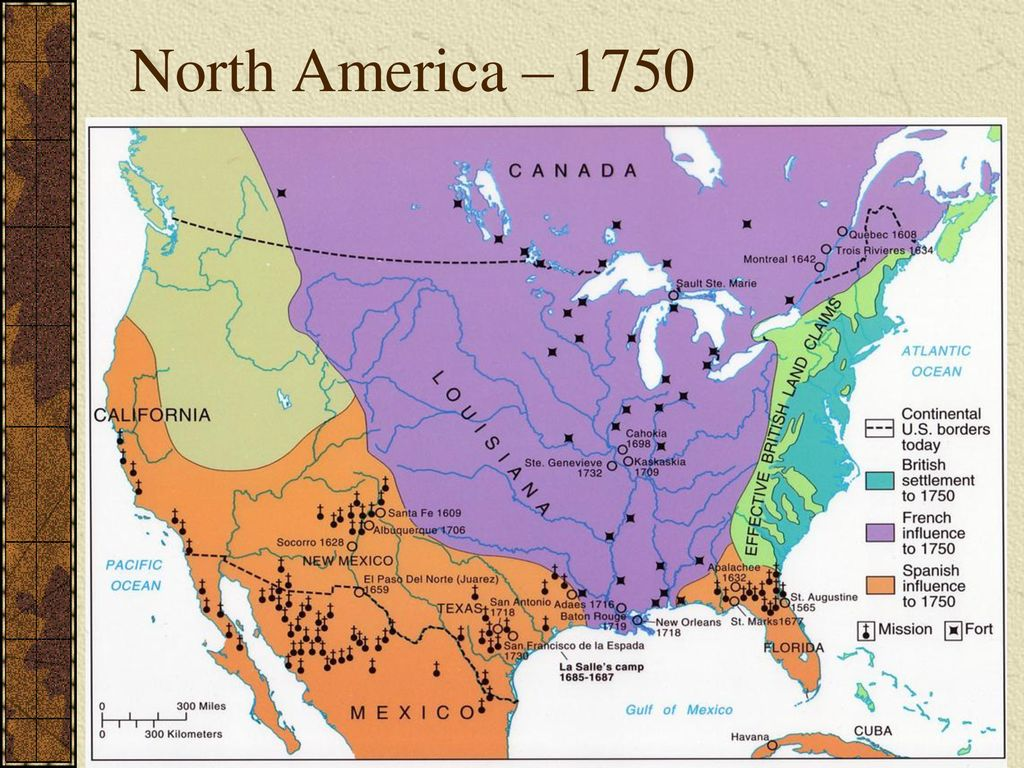 North America – 1750
CANADA
Quebec 1608
Trois Rivieres 1634
Montreal 1642
Sault Ste. Marie
ATLANTIC
OCEAN
EFFECTIVE BRITISH LAND CLAIMS
LOUISIANA
CALIFORNIA
Cahokia
1698
Ste. Genevieve
1732
Kaskaskia
1709
Continental
U.S. borders
today
British
settlement
to 1750
French
influence
to 1750
Spanish
influence
to 1750
Mission
Fort
Santa Fe 1609
Albuquerque 1706
Socorro 1628
NEW MEXICO
PACIFIC
OCEAN
El Paso Del Norte (Juarez)
1659
TEXAS
San Antonio
1718
Adaes 1716
Baton Rouge
1719
New Orleans
1718
San Francisco de la Espada
1730
La Salle's camp
1685-1687
Apalachee
1632
St. Augustine
1565
St. Marks1677
FLORIDA
MEXICO
Gulf of Mexico
Havana
CUBA
0 300 Miles
0 300 Kilometers